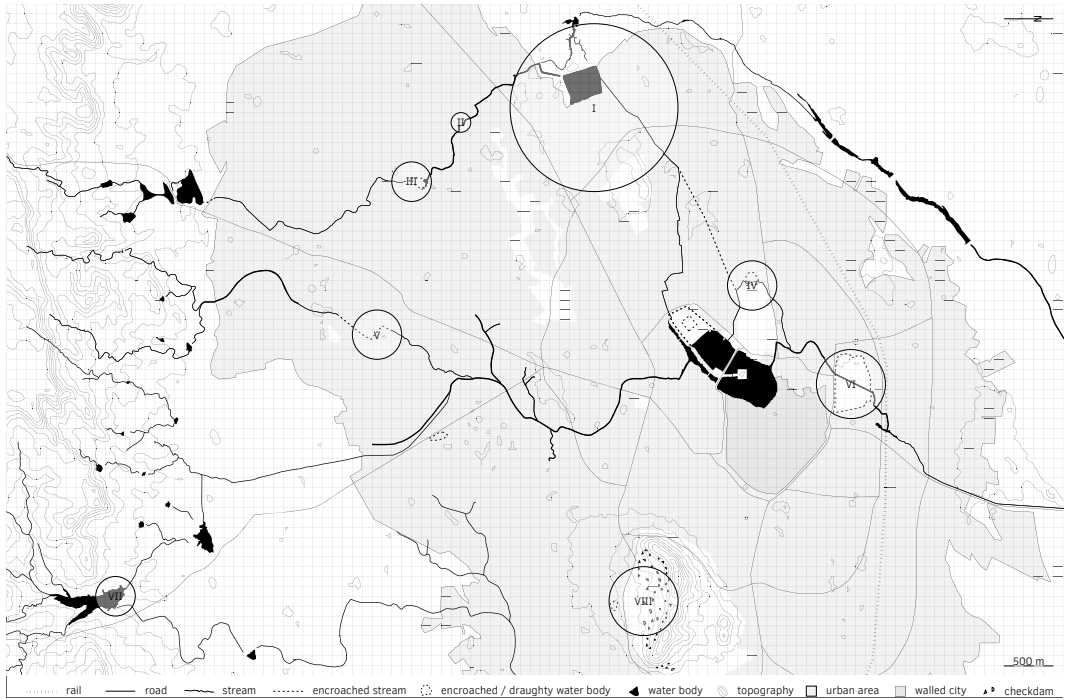 N
I
II
III
IV
V
VI
VII
VIII
500 m
rail road stream encroached stream encroached / draughty water body water body topography urban area walled city checkdam